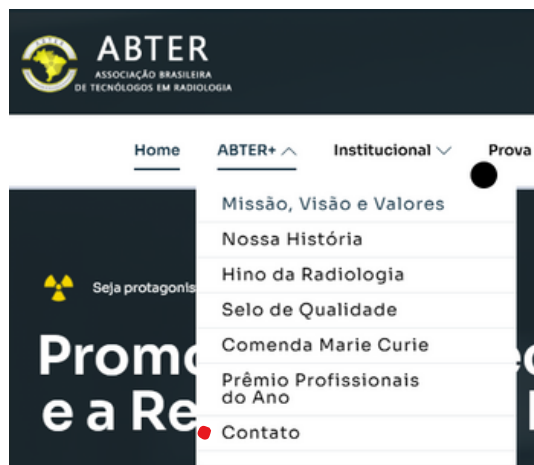 ABTER
ASSOCIAÇÃO BRASILEIRA
DE TECNÓLOGOS EM RADIOLOGIA
Home ABTER+ Institucional Prova
Missão, Visão e Valores
Nossa História
Hino da Radiologia
Seja protagonis
Selo de Qualidade
Comenda Marie Curie
Prêmio Profissionais
do Ano
Contato
Promo
e a Re